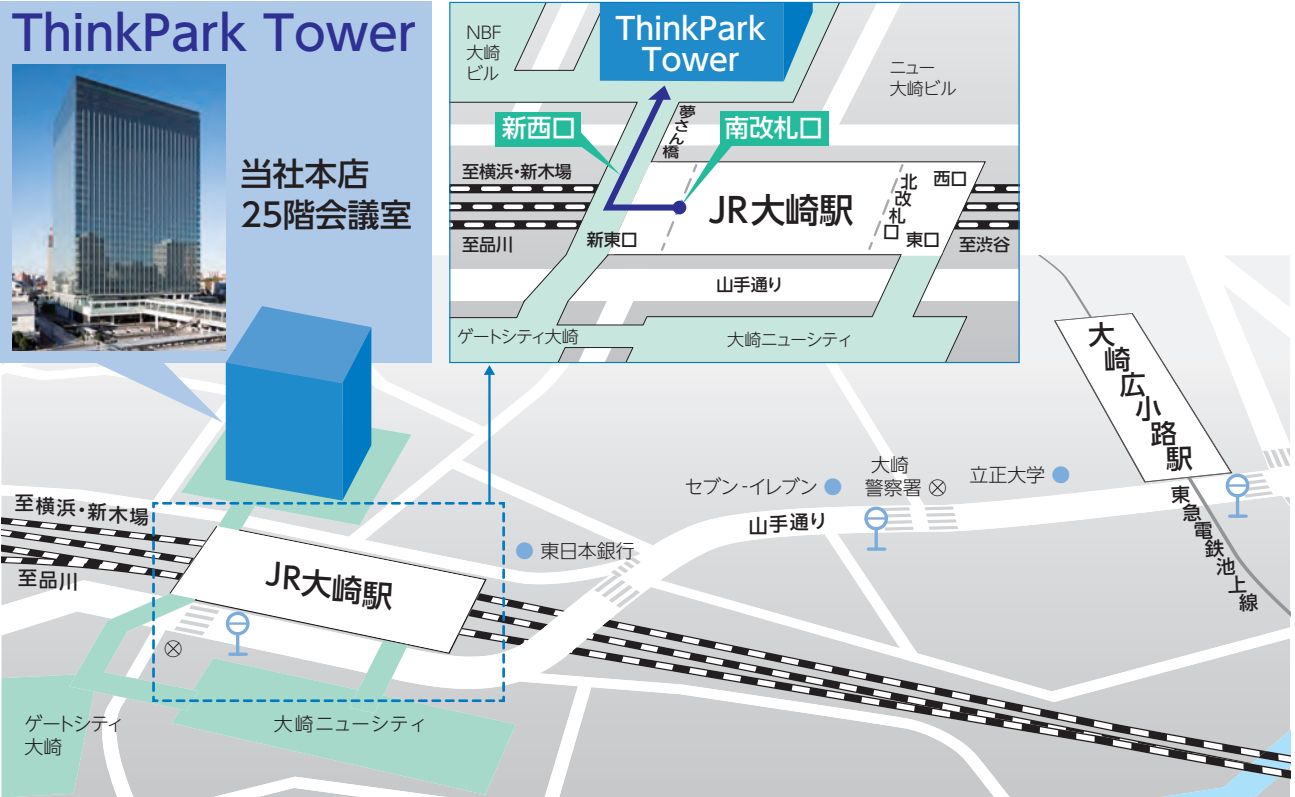 ThinkPark Tower
当社本店
25階会議室
NBF
大崎
ビル
ThinkPark
Tower
ニュー
大崎ビル
新西口
夢さん橋
南改札口
至横浜・新木場
JR大崎駅
北改札口
西口
至品川
新東口
東口
至渋谷
山手通り
ゲートシティ大崎
大崎ニューシティ
大崎広小路駅
セブン-イレブン
大崎
警察署
立正大学
山手通り
東急電鉄池上線
至横浜・新木場
東日本銀行
至品川
JR大崎駅
ゲートシティ
大崎
大崎ニューシティ